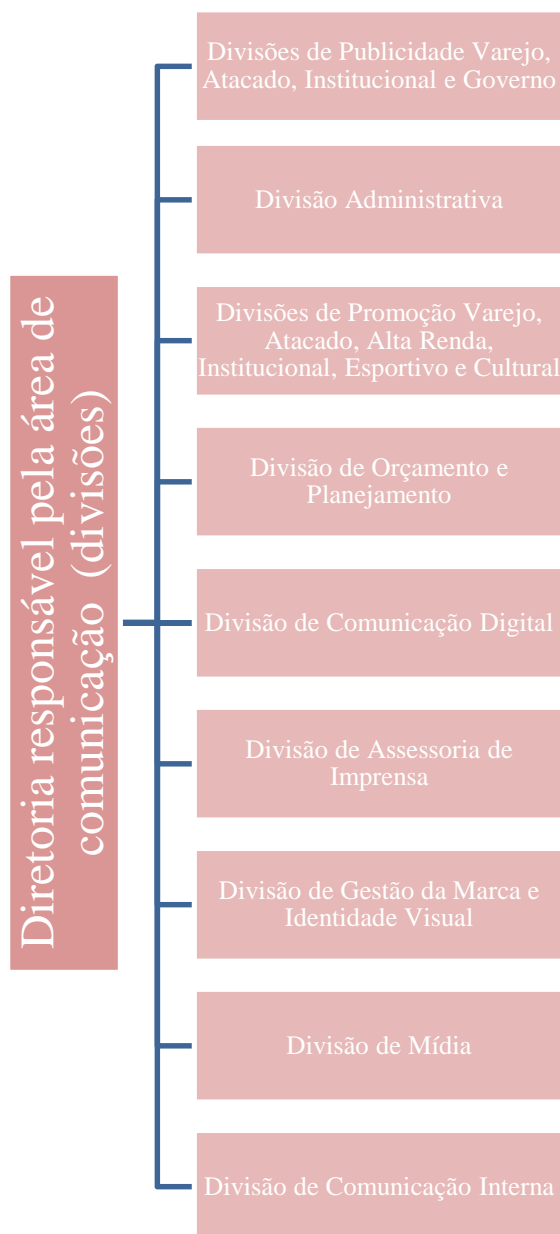 Diretoria responsável pela área de
comunicação (divisões)
Divisões de Publicidade Varejo,
Atacado, Institucional e Governo
Divisão Administrativa
Divisões de Promoção Varejo,
Atacado, Alta Renda,
Institucional, Esportivo e Cultural
Divisão de Orçamento e
Planejamento
Divisão de Comunicação Digital
Divisão de Assessoria de
Imprensa
Divisão de Gestão da Marca e
Identidade Visual
Divisão de Mídia
Divisão de Comunicação Interna